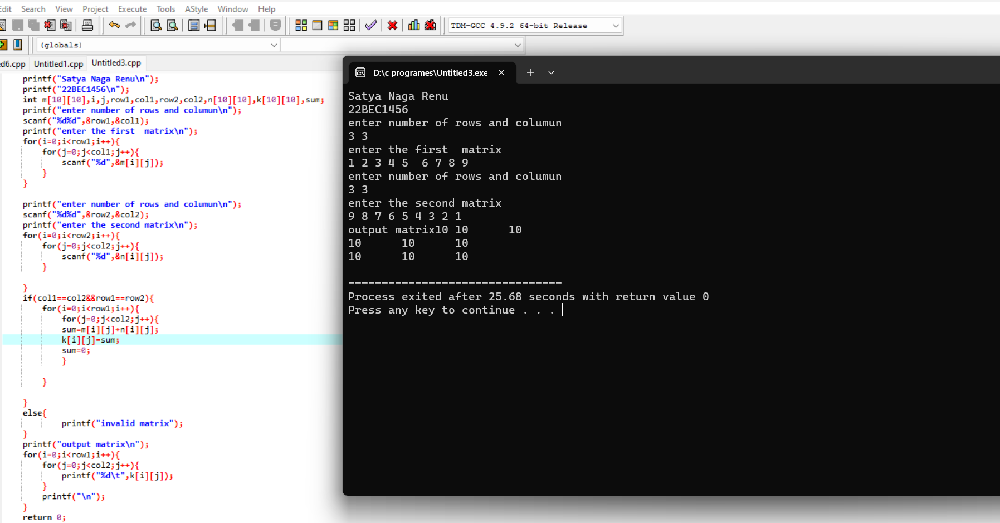 Edit Search View Project Execute Tools AStyle Window Help
TDM-GCC 4.9.2 64-bit Release
(globals)
d6.cpp Untitled1.cpp Untitled3.cpp
printf("Satya Naga Renu\n");
printf("22BEC1456\n");
int m[10][10],i,j,row1,col1,row2,col2,n[10][10],k[10][10],sum;
printf("enter number of rows and columun\n");
scanf("%d%d",&row1,&col1);
printf("enter the first  matrix\n");
for(i=0;i<row1;i++){
for(j=0;j<col1;j++){
scanf("%d",&m[i][j]);
}
}
printf("enter number of rows and columun\n");
scanf("%d%d",&row2,&col2);
printf("enter the second matrix\n");
for(i=0;i<row2;i++){
for(j=0;j<col2;j++){
scanf("%d",&n[i][j]);
}
}
if(col1==col2&&row1==row2){
for(i=0;i<row1;i++){
for(j=0;j<col2;j++){
sum=m[i][j]+n[i][j];
k[i][j]=sum;
sum=0;
}
}
}
else{
printf("invalid matrix");
}
printf("output matrix\n");
for(i=0;i<row1;i++){
for(j=0;j<col2;j++){
printf("%d\t",k[i][j]);
}
printf("\n");
}
return 0;
D:\c programes\Untitled3.exe
Satya Naga Renu
22BEC1456
enter number of rows and columun
3 3
enter the first  matrix
1 2 3 4 5  6 7 8 9
enter number of rows and columun
3 3
enter the second matrix
9 8 7 6 5 4 3 2 1
output matrix10 10      10
10      10      10
10      10      10
--------------------------------
Process exited after 25.68 seconds with return value 0
Press any key to continue . . .